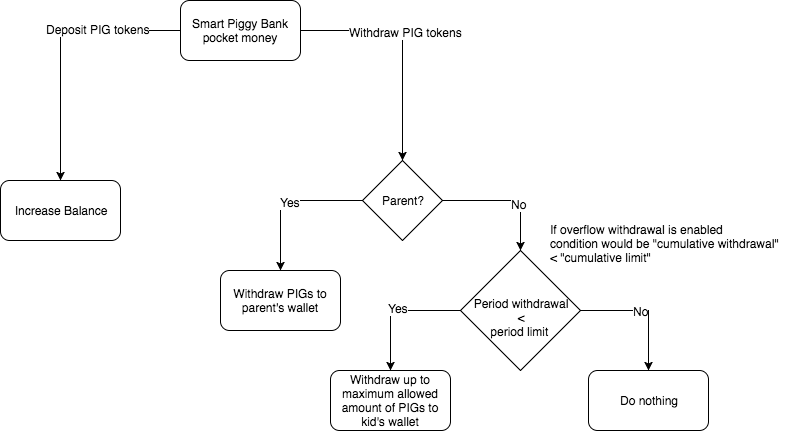 Smart Piggy Bank
pocket money
Deposit PIG tokens
Withdraw PIG tokens
Increase Balance
Parent?
Yes
No
If overflow withdrawal is enabled
condition would be "cumulative withdrawal"
< "cumulative limit"
Withdraw PIGs to
parent's wallet
Period withdrawal
<
period limit
Yes
No
Withdraw up to
maximum allowed
amount of PIGs to
kid's wallet
Do nothing